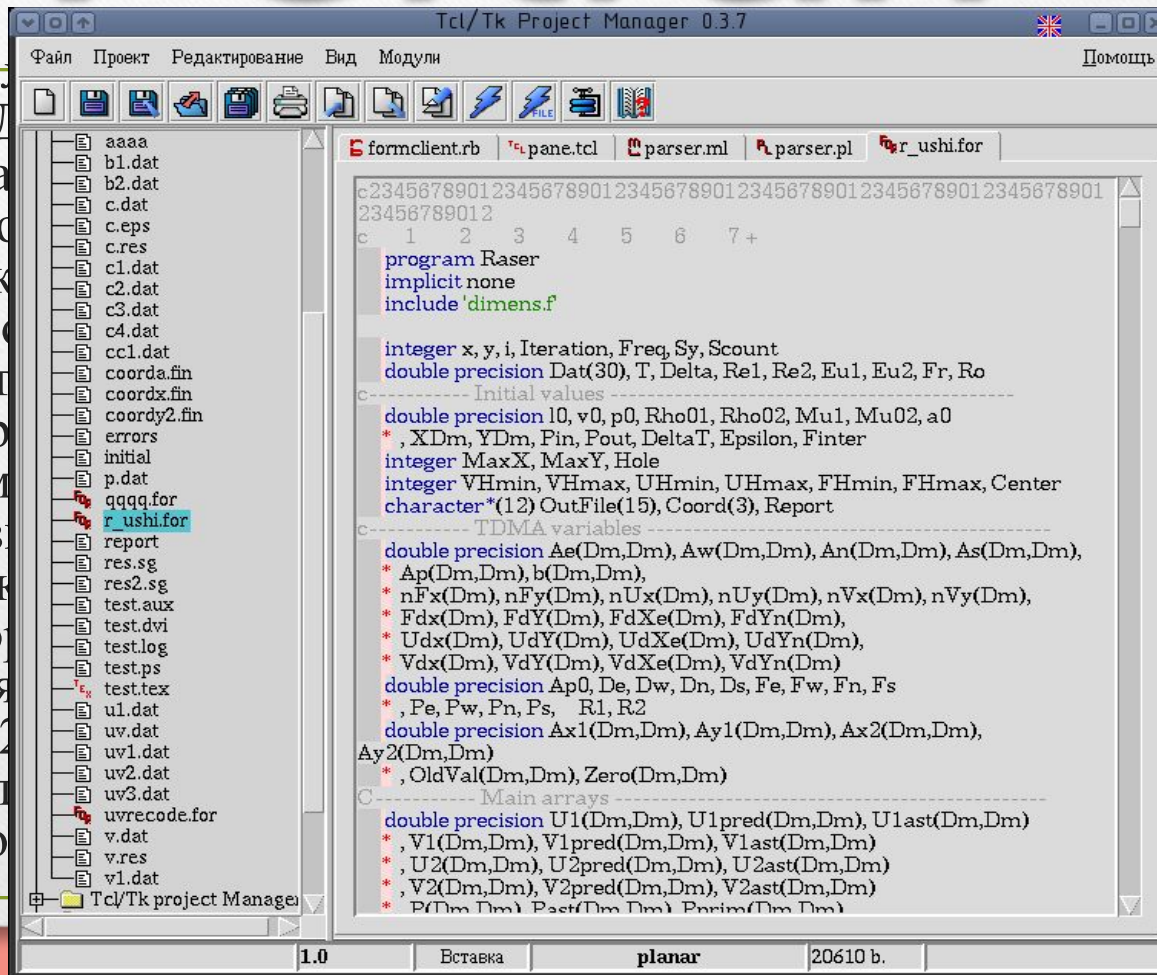 Tcl/Tk Project Manager 0.3.7
Файл Проект Редактирование Вид Модули Помощь
FILE
aaaa
b1.dat
b2.dat
c.dat
c.eps
c.res
c1.dat
c2.dat
c3.dat
c4.dat
cc1.dat
coorda.fin
coordx.fin
coordy2.fin
errors
initial
p.dat
qqqq.for
r_ushi.for
report
res.sg
res2.sg
test.aux
test.dvi
test.log
test.ps
test.tex
u1.dat
uv.dat
uv1.dat
uv2.dat
uv3.dat
uvrecode.for
v.dat
v.res
v1.dat
Tcl/Tk project Manager
formclient.rb pane.tcl parser.ml parser.pl r_ushi.for
c23456789012345678901234567890123456789012345678901
23456789012
c 1 2 3 4 5 6 7 +
program Raser
implicit none
include 'dimens.f'
integer x, y, i, Iteration, Freq, Sy, Scount
double precision Dat(30), T, Delta, Re1, Re2, Eu1, Eu2, Fr, Ro
c----------- Initial values -----------------------------------------------
double precision l0, v0, p0, Rho01, Rho02, Mu1, Mu02, a0
* , XDm, YDm, Pin, Pout, DeltaT, Epsilon, Finter
integer MaxX, MaxY, Hole
integer VHmin, VHmax, UHmin, UHmax, FHmin, FHmax, Center
character*(12) OutFile(15), Coord(3), Report
c----------- TDMA variables ---------------------------------------------
double precision Ae(Dm,Dm), Aw(Dm,Dm), An(Dm,Dm), As(Dm,Dm),
* Ap(Dm,Dm), b(Dm,Dm),
* nFx(Dm), nFy(Dm), nUx(Dm), nUy(Dm), nVx(Dm), nVy(Dm),
* Fdx(Dm), FdY(Dm), FdXe(Dm), FdYn(Dm),
* Udx(Dm), UdY(Dm), UdXe(Dm), UdYn(Dm)
* Vdx(Dm), VdY(Dm), VdXe(Dm), VdYn(Dm)
double precision Ap0, De, Dw, Dn, Ds, Fe, Fw, Fn, Fs
* , Pe, Pw, Pn, Ps, R1, R2
double precision Ax1(Dm,Dm), Ay1(Dm,Dm), Ax2(Dm,Dm),
Ay2(Dm,Dm)
* , OldVal(Dm,Dm), Zero(Dm,Dm)
C----------- Main arrays ------------------------------------------------
double precision U1(Dm,Dm), U1pred(Dm,Dm), U1ast(Dm,Dm)
* , V1(Dm,Dm), V1pred(Dm,Dm), V1ast(Dm,Dm)
* , U2(Dm,Dm), U2pred(Dm,Dm), U2ast(Dm,Dm)
* , V2(Dm,Dm), V2pred(Dm,Dm), V2ast(Dm,Dm)
* P(Dm,Dm), Past(Dm,Dm), Pprim(Dm,Dm)
1.0 Вставка planar 20610 b.